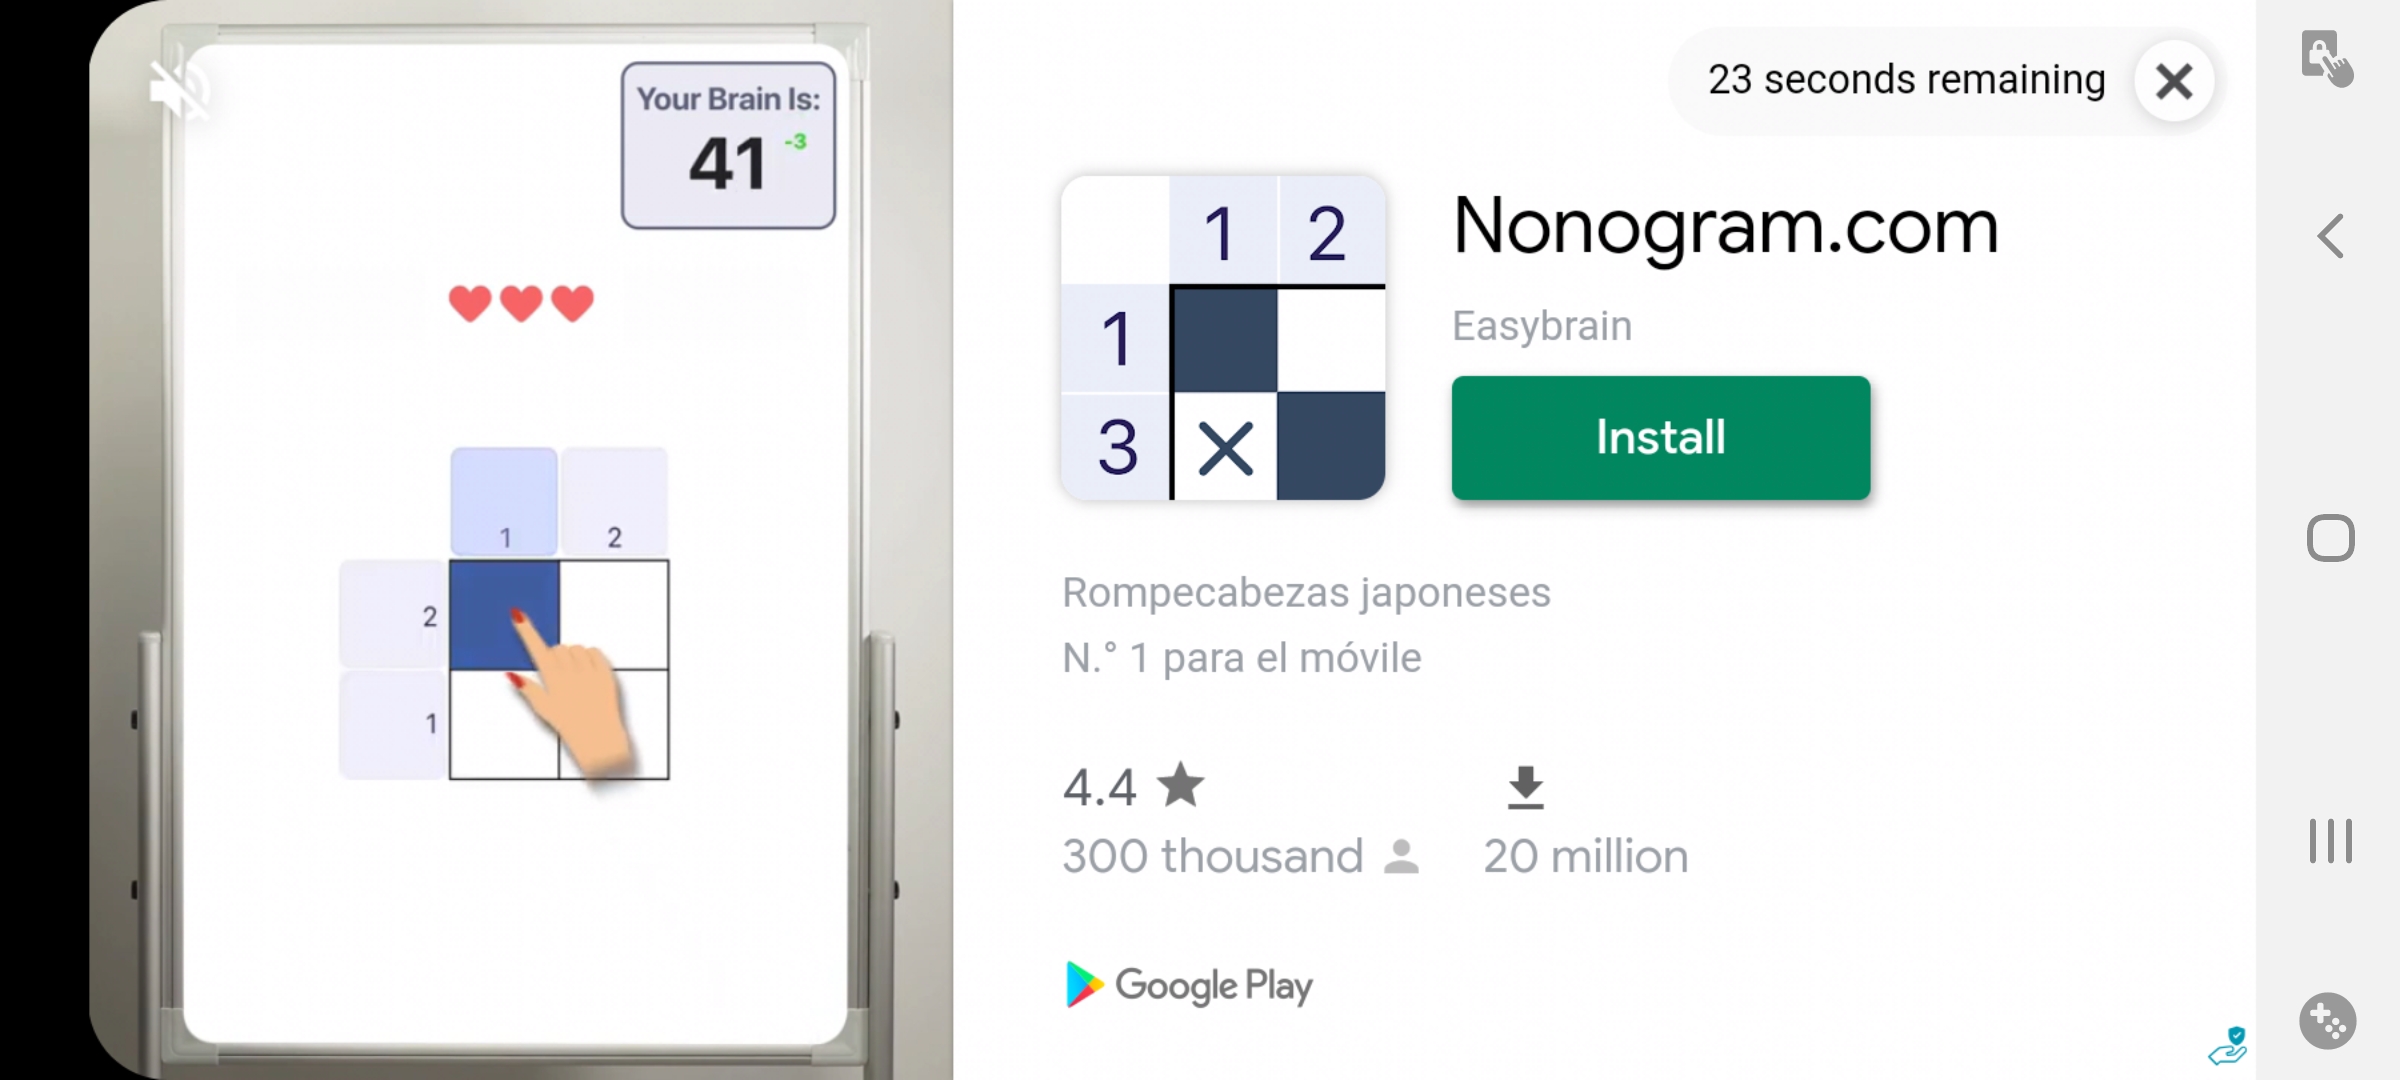 Your Brain Is:
41 -3
1 2
2
1
23 seconds remaining
1 2
1
3
Nonogram.com
Easybrain
Install
Rompecabezas japoneses
N.° 1 para el móvile
4.4
300 thousand
20 million
Google Play